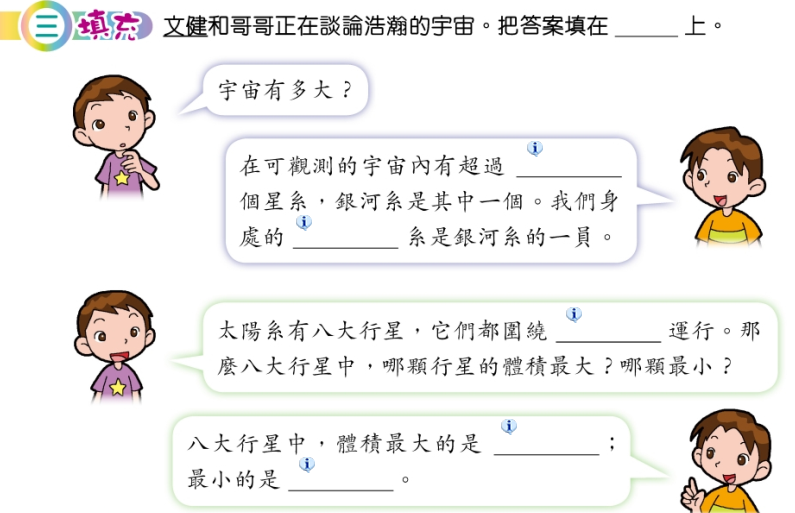 三 填充 文健和哥哥正在談論浩瀚的宇宙。把答案填在 ______ 上。
宇宙有多大？
在可觀測的宇宙內有超過 __________
個星系，銀河系是其中一個。我們身
處的 __________ 系是銀河系的一員。
太陽系有八大行星，它們都圍繞 __________ 運行。那
麼八大行星中，哪顆行星的體積最大？哪顆最小？
八大行星中，體積最大的是 __________ ；
最小的是 __________ 。